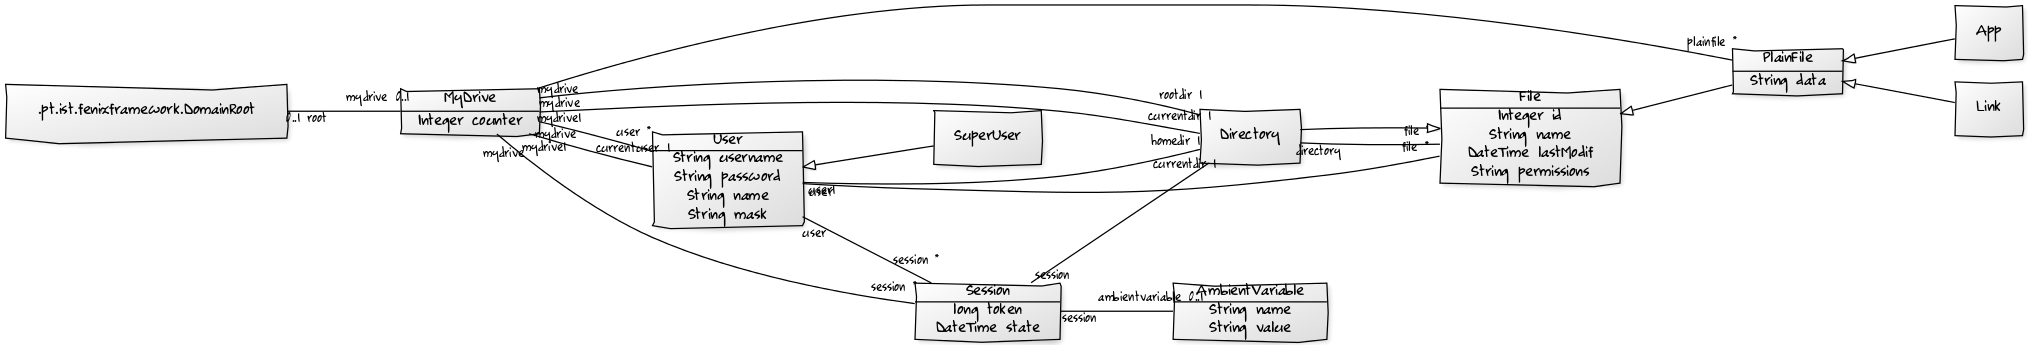 App
plainfile *
PlainFile
String data
Link
.pt.ist.fenixframework.DomainRoot
0..1 root
mydrive 0..1
MyDrive
Integer counter
mydrive
mydrive
mydrive1
mydrive
mydrive1
mydrive
rootdir 1
currentdir 1
homedir 1
currentdir 1
Directory
directory
file
file *
File
Integer id
String name
DateTime lastModif
String permissions
user *
currentuser 1
User
String username
String password
String name
String mask
SuperUser
user
user
session *
session *
session
Session
long token
DateTime state
session
ambientvariable 0..1
AmbientVariable
String name
String value